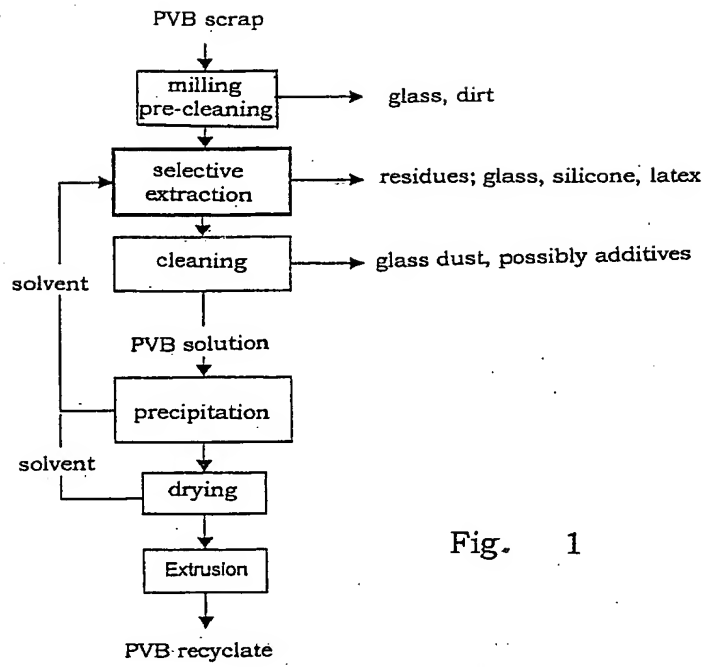 PVB scrap
milling
pre-cleaning
glass, dirt
selective
extraction
residues; glass, silicone, latex
cleaning
glass dust, possibly additives
solvent
PVB solution
precipitation
solvent
drying
Extrusion
PVB recyclate
Fig. 1